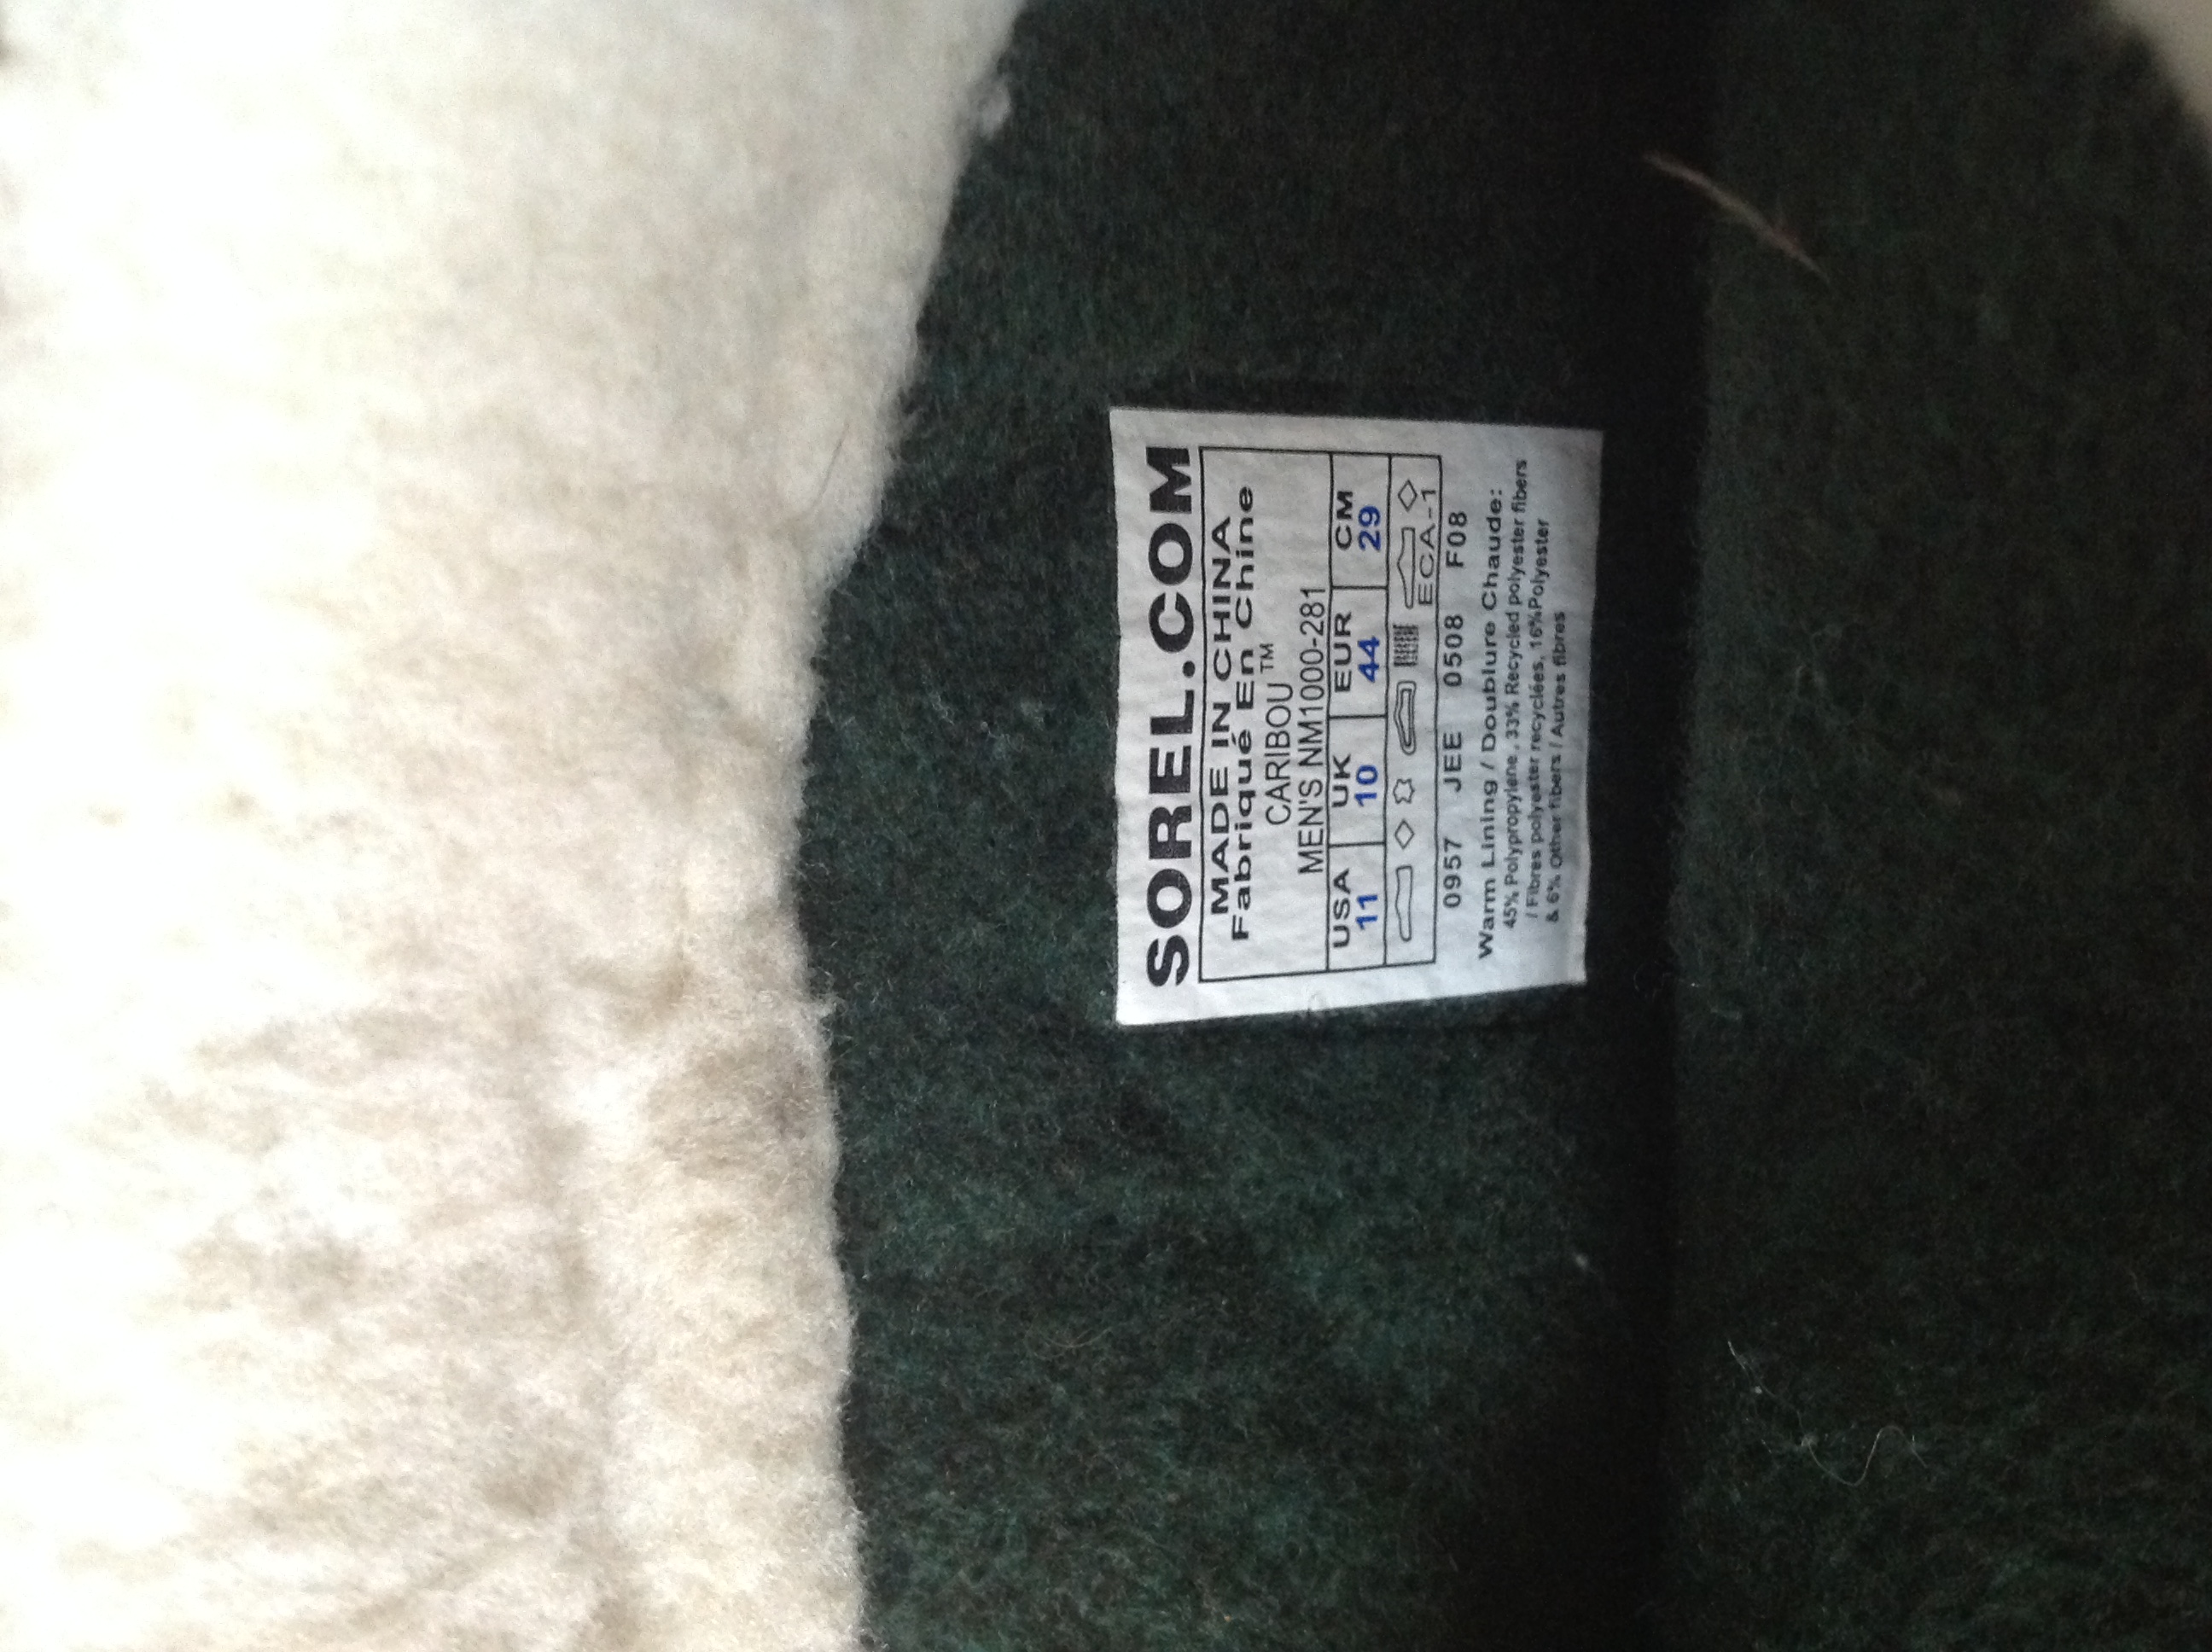 SOREL.COM
MADE IN CHINA
Fabriqué En Chine
CARIBOU™
MEN'S NM1000-281
USA UK EUR CM
11 10 44 29
ECA-1
0957 JEE 0508 F08
Warm Lining / Doublure Chaude:
45% Polypropylene, 33% Recycled polyester fibers
/ Fibres polyester recyclées, 16%Polyester
& 6% Other fibers / Autres fibres